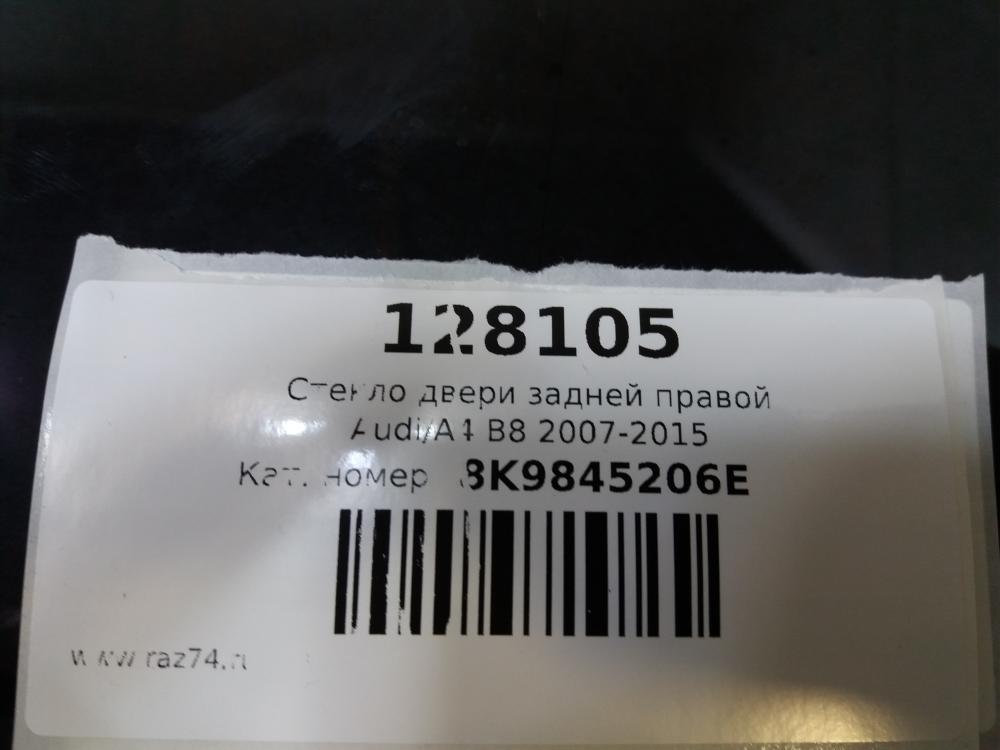 128105
Стекло двери задней правой
Audi/A4 B8 2007-2015
Кат. номер 8K9845206E
www.raz74.ru